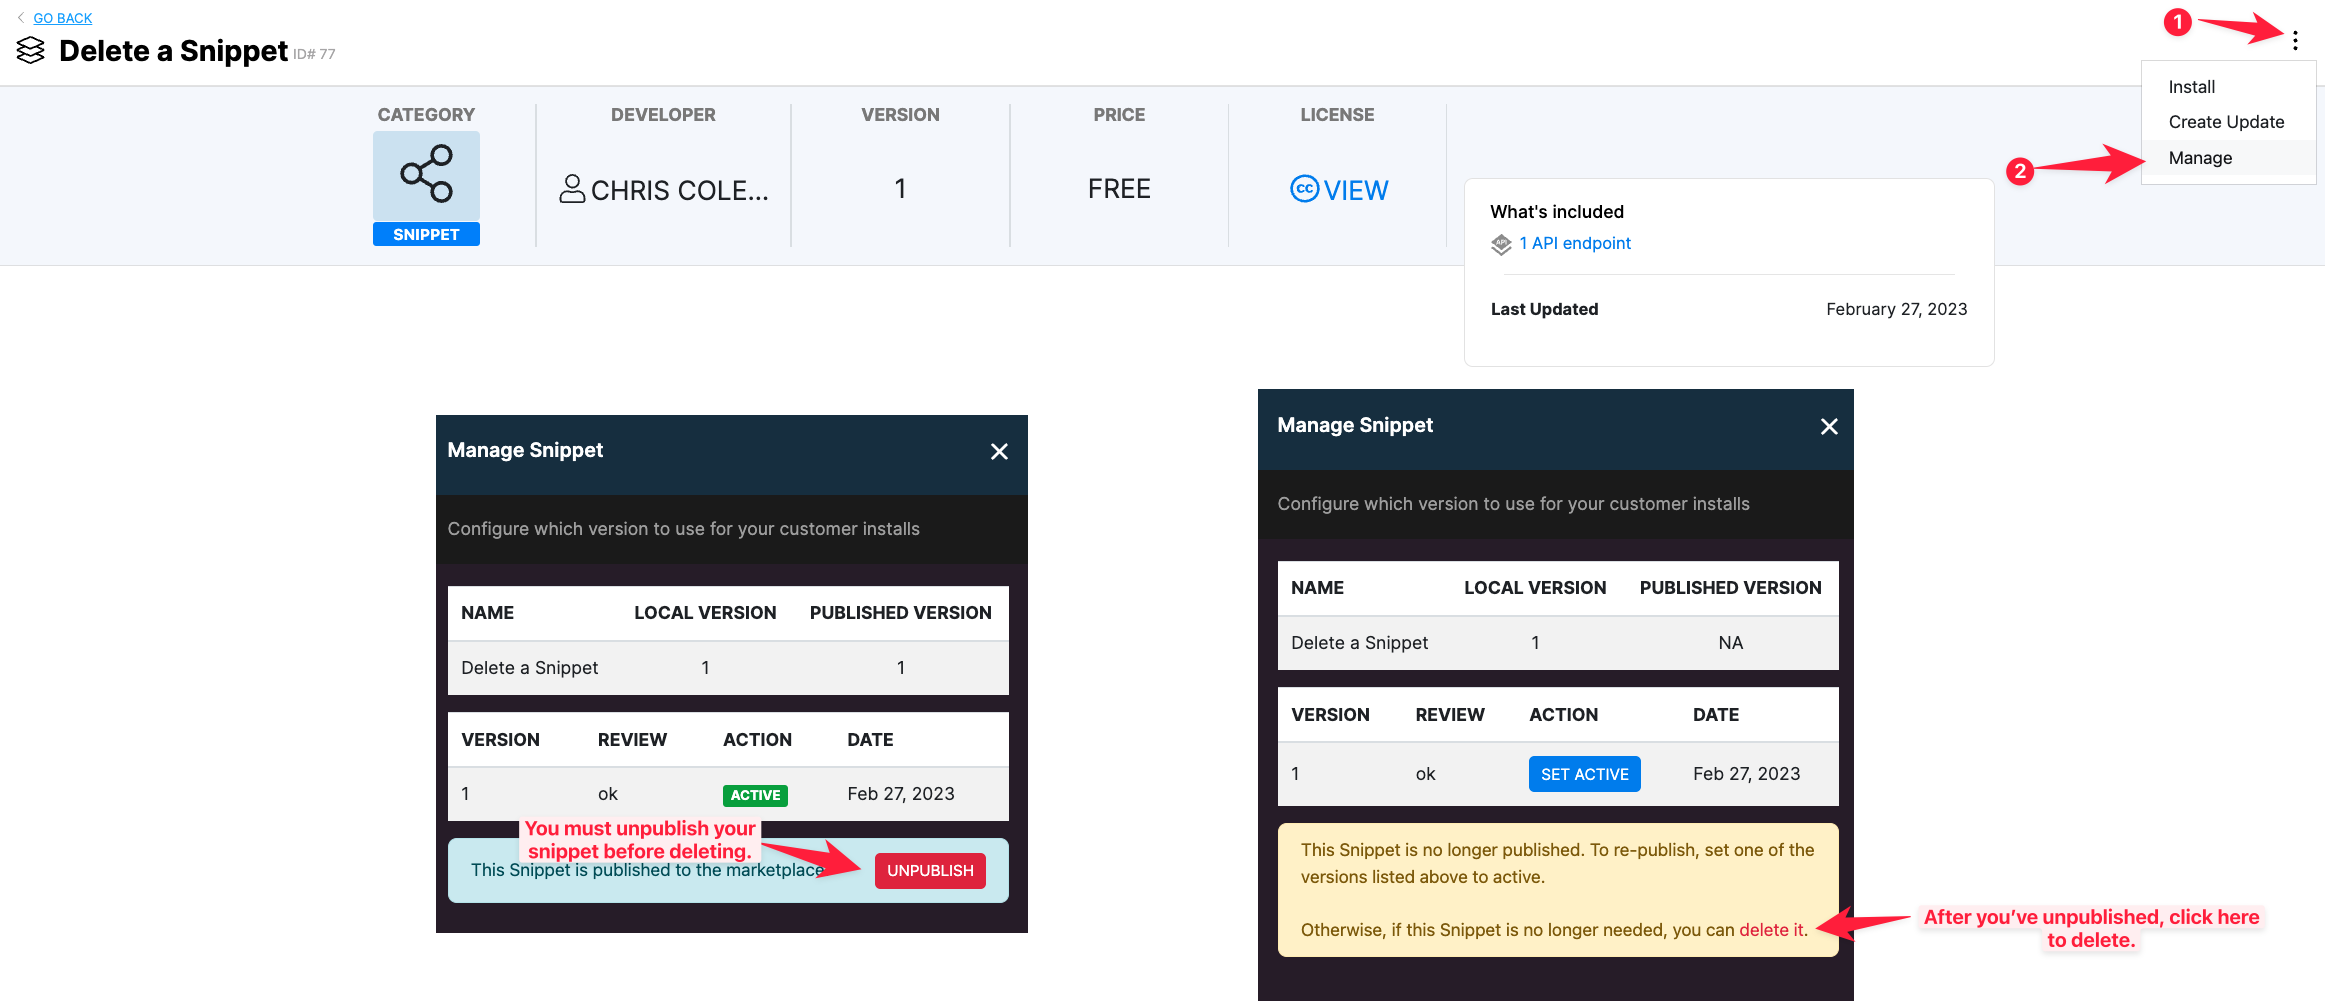 GO BACK
Delete a Snippet ID# 77
1
Install
Create Update
Manage
2
CATEGORY
SNIPPET
DEVELOPER
CHRIS COLE...
VERSION
1
PRICE
FREE
LICENSE
cc VIEW
What's included
API 1 API endpoint
Last Updated February 27, 2023
Manage Snippet
Configure which version to use for your customer installs
NAME LOCAL VERSION PUBLISHED VERSION
Delete a Snippet 1 1
VERSION REVIEW ACTION DATE
1 ok ACTIVE Feb 27, 2023
You must unpublish your
snippet before deleting.
This Snippet is published to the marketplace
UNPUBLISH
Manage Snippet
Configure which version to use for your customer installs
NAME LOCAL VERSION PUBLISHED VERSION
Delete a Snippet 1 NA
VERSION REVIEW ACTION DATE
1 ok SET ACTIVE Feb 27, 2023
This Snippet is no longer published. To re-publish, set one of the
versions listed above to active.
Otherwise, if this Snippet is no longer needed, you can delete it.
After you've unpublished, click here
to delete.